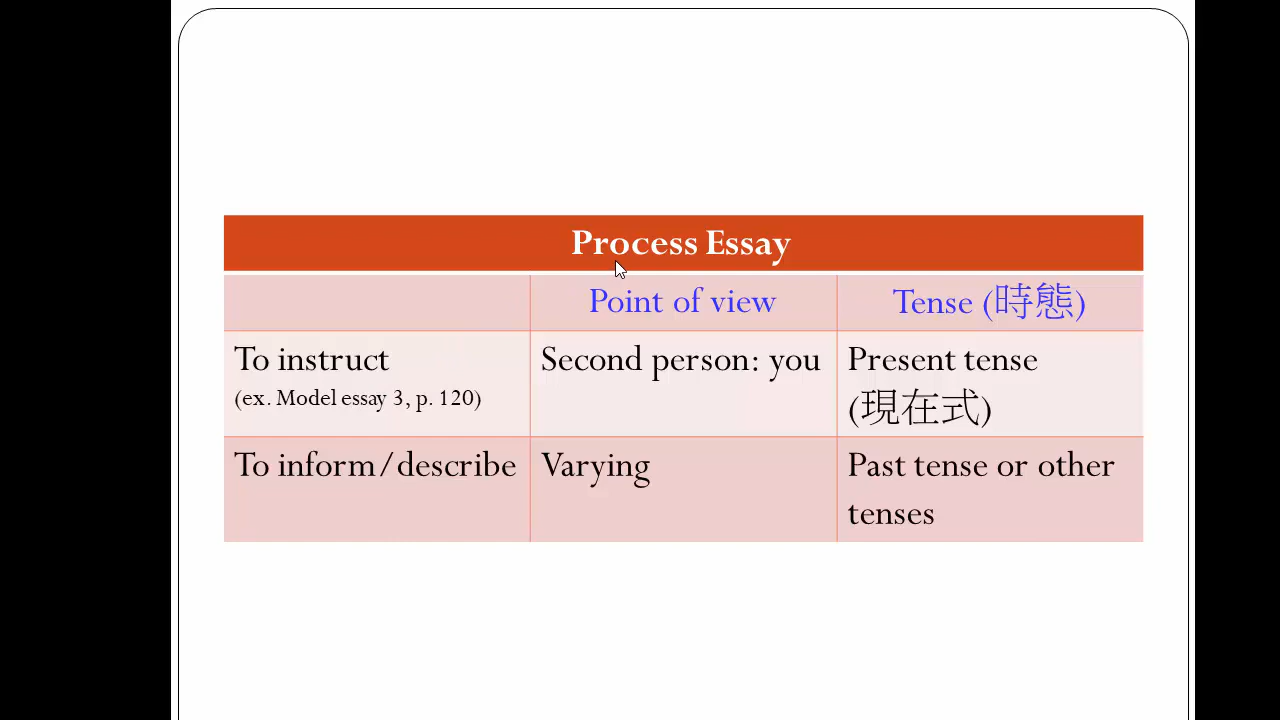 Process Essay
Point of view
Tense (時態)
To instruct
(ex. Model essay 3, p. 120)
Second person: you
Present tense
(現在式)
To inform/describe
Varying
Past tense or other
tenses